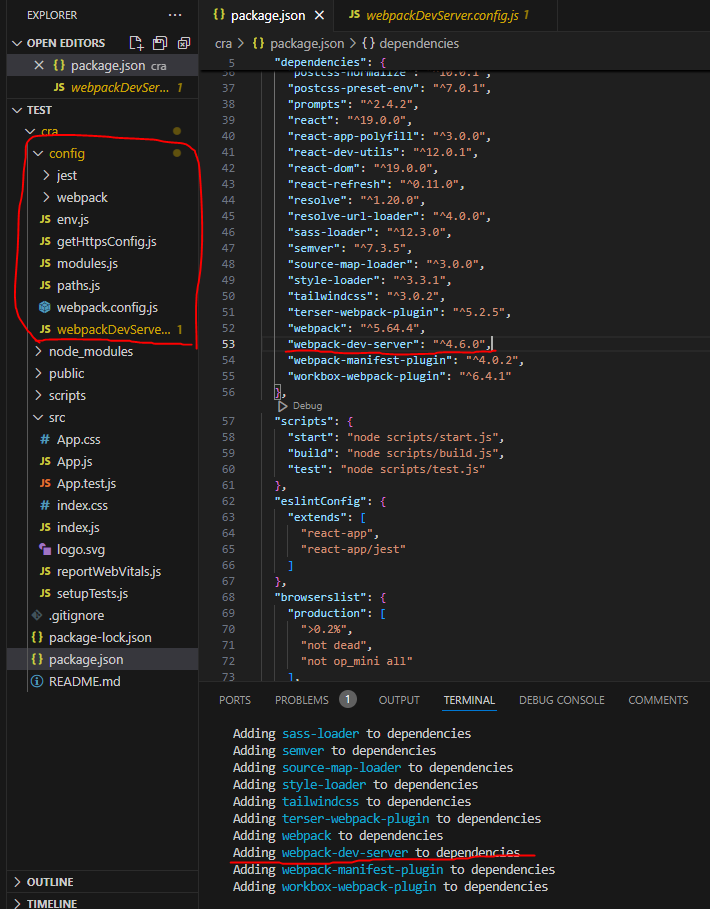 EXPLORER ···
OPEN EDITORS
package.json cra
webpackDevSer... 1
TEST
cra
config
jest
webpack
JS env.js
JS getHttpsConfig.js
JS modules.js
JS paths.js
webpack.config.js
JS webpackDevServe... 1
node_modules
public
scripts
src
# App.css
JS App.js
JS App.test.js
# index.css
JS index.js
logo.svg
JS reportWebVitals.js
JS setupTests.js
.gitignore
{} package-lock.json
{} package.json
README.md
OUTLINE
TIMELINE
{} package.json
JS webpackDevServer.config.js 1
cra > {} package.json > {} dependencies
5 "dependencies": {
36 "postcss-normalize": "^10.0.1",
37 "postcss-preset-env": "^7.0.1",
38 "prompts": "^2.4.2",
39 "react": "^19.0.0",
40 "react-app-polyfill": "^3.0.0",
41 "react-dev-utils": "^12.0.1",
42 "react-dom": "^19.0.0",
43 "react-refresh": "^0.11.0",
44 "resolve": "^1.20.0",
45 "resolve-url-loader": "^4.0.0",
46 "sass-loader": "^12.3.0",
47 "semver": "^7.3.5",
48 "source-map-loader": "^3.0.0",
49 "style-loader": "^3.3.1",
50 "tailwindcss": "^3.0.2",
51 "terser-webpack-plugin": "^5.2.5",
52 "webpack": "^5.64.4",
53 "webpack-dev-server": "^4.6.0",
54 "webpack-manifest-plugin": "^4.0.2",
55 "workbox-webpack-plugin": "^6.4.1"
56 },
Debug
57 "scripts": {
58 "start": "node scripts/start.js",
59 "build": "node scripts/build.js",
60 "test": "node scripts/test.js"
61 },
62 "eslintConfig": {
63 "extends": [
64 "react-app",
65 "react-app/jest"
66 ]
67 },
68 "browserslist": {
69 "production": [
70 ">0.2%",
71 "not dead",
72 "not op_mini all"
73 ],
PORTS PROBLEMS 1 OUTPUT TERMINAL DEBUG CONSOLE COMMENTS
Adding sass-loader to dependencies
Adding semver to dependencies
Adding source-map-loader to dependencies
Adding style-loader to dependencies
Adding tailwindcss to dependencies
Adding terser-webpack-plugin to dependencies
Adding webpack to dependencies
Adding webpack-dev-server to dependencies
Adding webpack-manifest-plugin to dependencies
Adding workbox-webpack-plugin to dependencies